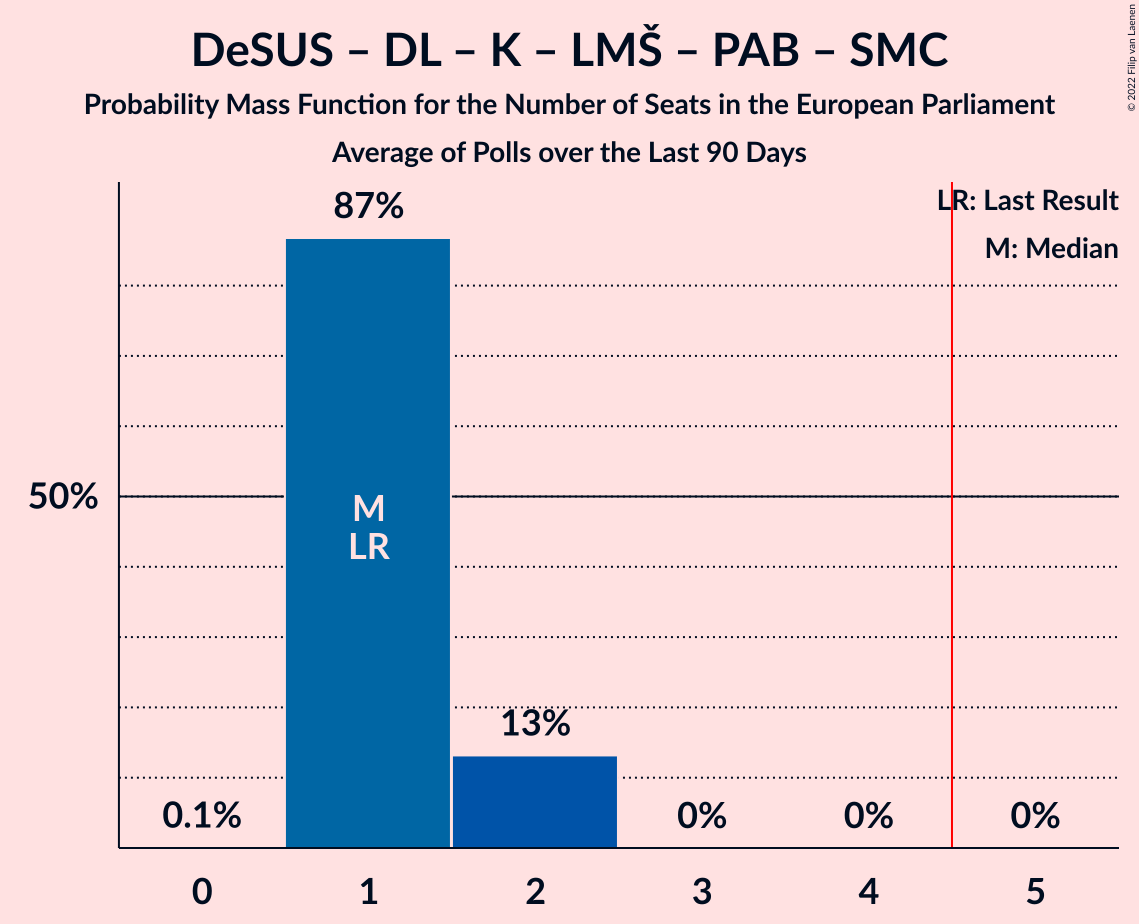 DeSUS – DL – K – LMŠ – PAB – SMC
Probability Mass Function for the Number of Seats in the European Parliament
Average of Polls over the Last 90 Days
© 2022 Filip van Laenen
LR: Last Result
M: Median
87%
50%
M
LR
13%
0.1%
0%
0%
0%
0
1
2
3
4
5